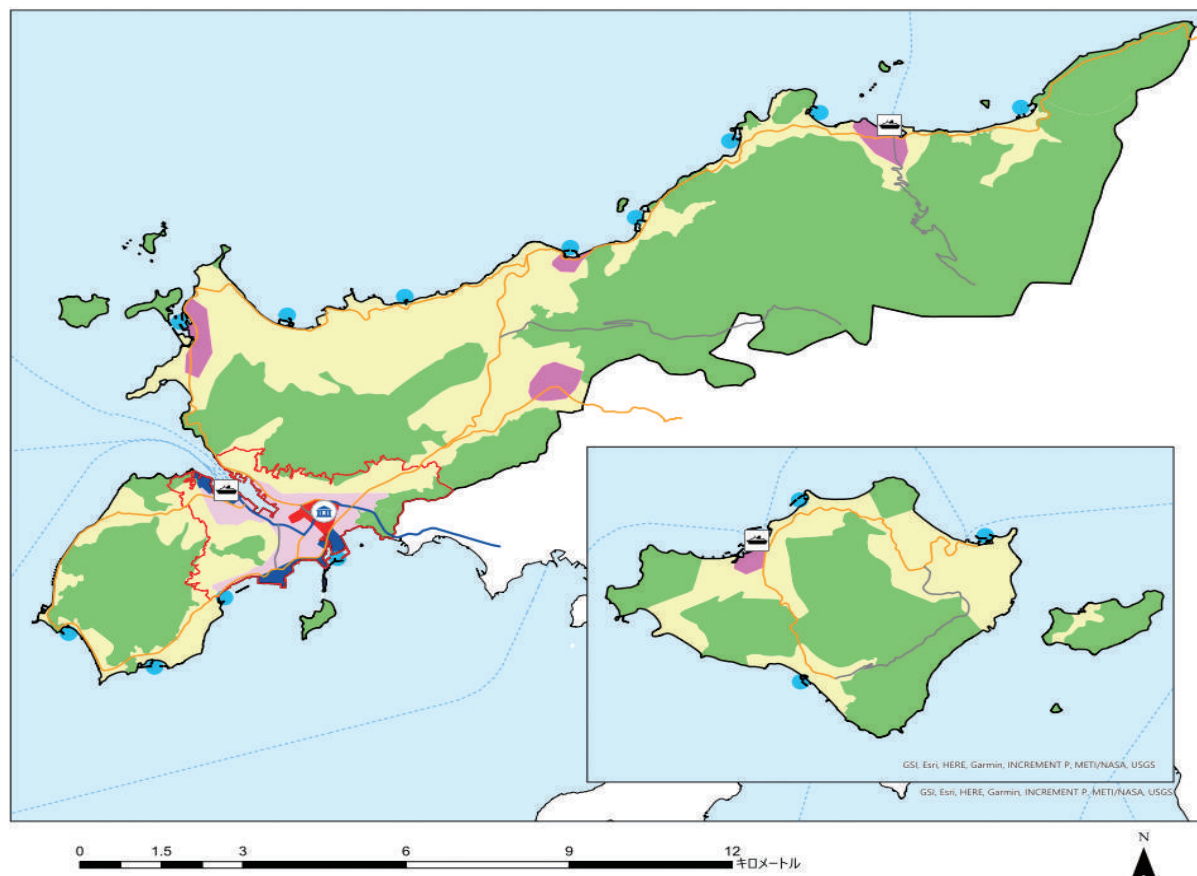 GSI, Esri, HERE, Garmin, INCREMENT P, METI/NASA, USGS
GSI, Esri, HERE, Garmin, INCREMENT P, METI/NASA, USGS
0 1.5 3 6 9 12 キロメートル
N